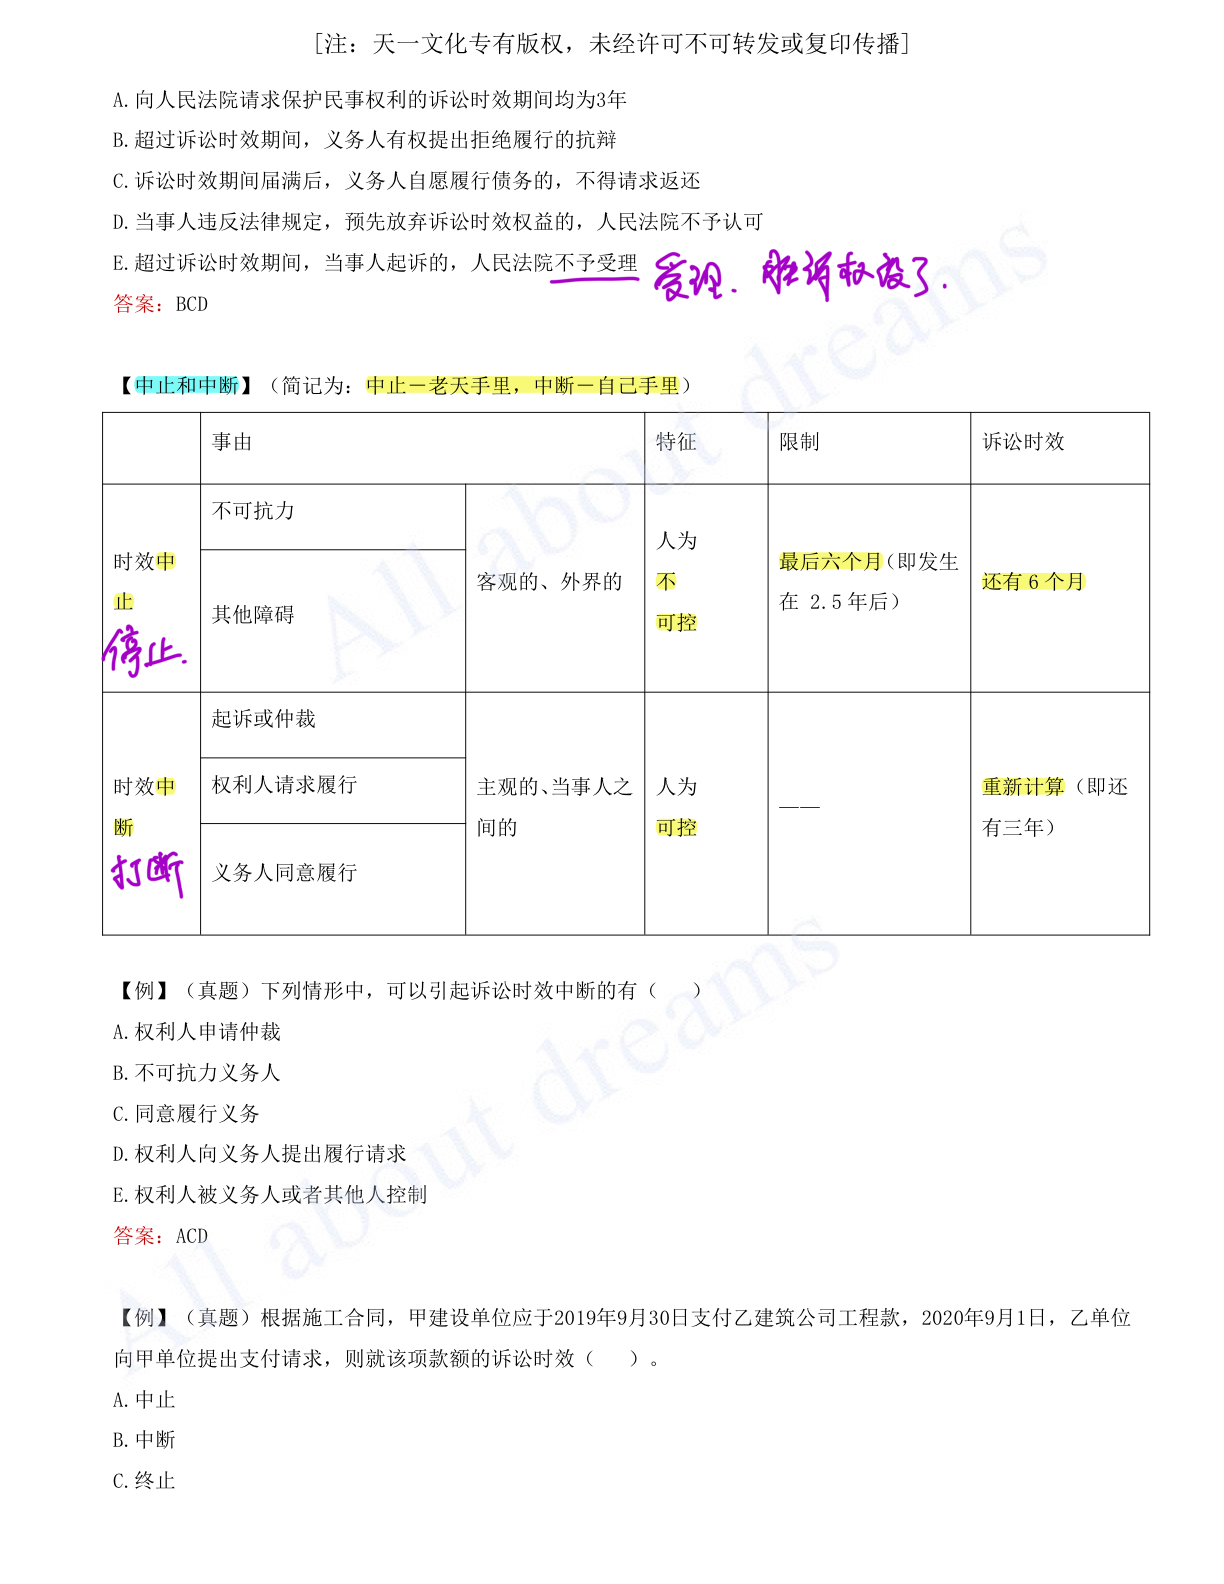 [注：天一文化专有版权，未经许可不可转发或复印传播]
A.向人民法院请求保护民事权利的诉讼时效期间均为3年
B.超过诉讼时效期间，义务人有权提出拒绝履行的抗辩
C.诉讼时效期间届满后，义务人自愿履行债务的，不得请求返还
D.当事人违反法律规定，预先放弃诉讼时效权益的，人民法院不予认可
E.超过诉讼时效期间，当事人起诉的，人民法院不予受理
受理. 胜诉权没了.
答案：BCD
【中止和中断】（简记为：中止－老天手里，中断－自己手里）
事由 特征 限制 诉讼时效
时效中
止
停止.
不可抗力
其他障碍
客观的、外界的
人为
不
可控
最后六个月（即发生
在 2.5 年后）
还有 6 个月
时效中
断
打断
起诉或仲裁
权利人请求履行
义务人同意履行
主观的、当事人之
间的
人为
可控
——
重新计算（即还
有三年）
【例】（真题）下列情形中，可以引起诉讼时效中断的有（　）
A.权利人申请仲裁
B.不可抗力义务人
C.同意履行义务
D.权利人向义务人提出履行请求
E.权利人被义务人或者其他人控制
答案：ACD
【例】（真题）根据施工合同，甲建设单位应于2019年9月30日支付乙建筑公司工程款，2020年9月1日，乙单位
向甲单位提出支付请求，则就该项款额的诉讼时效（　）。
A.中止
B.中断
C.终止
All about dreams
All about dreams